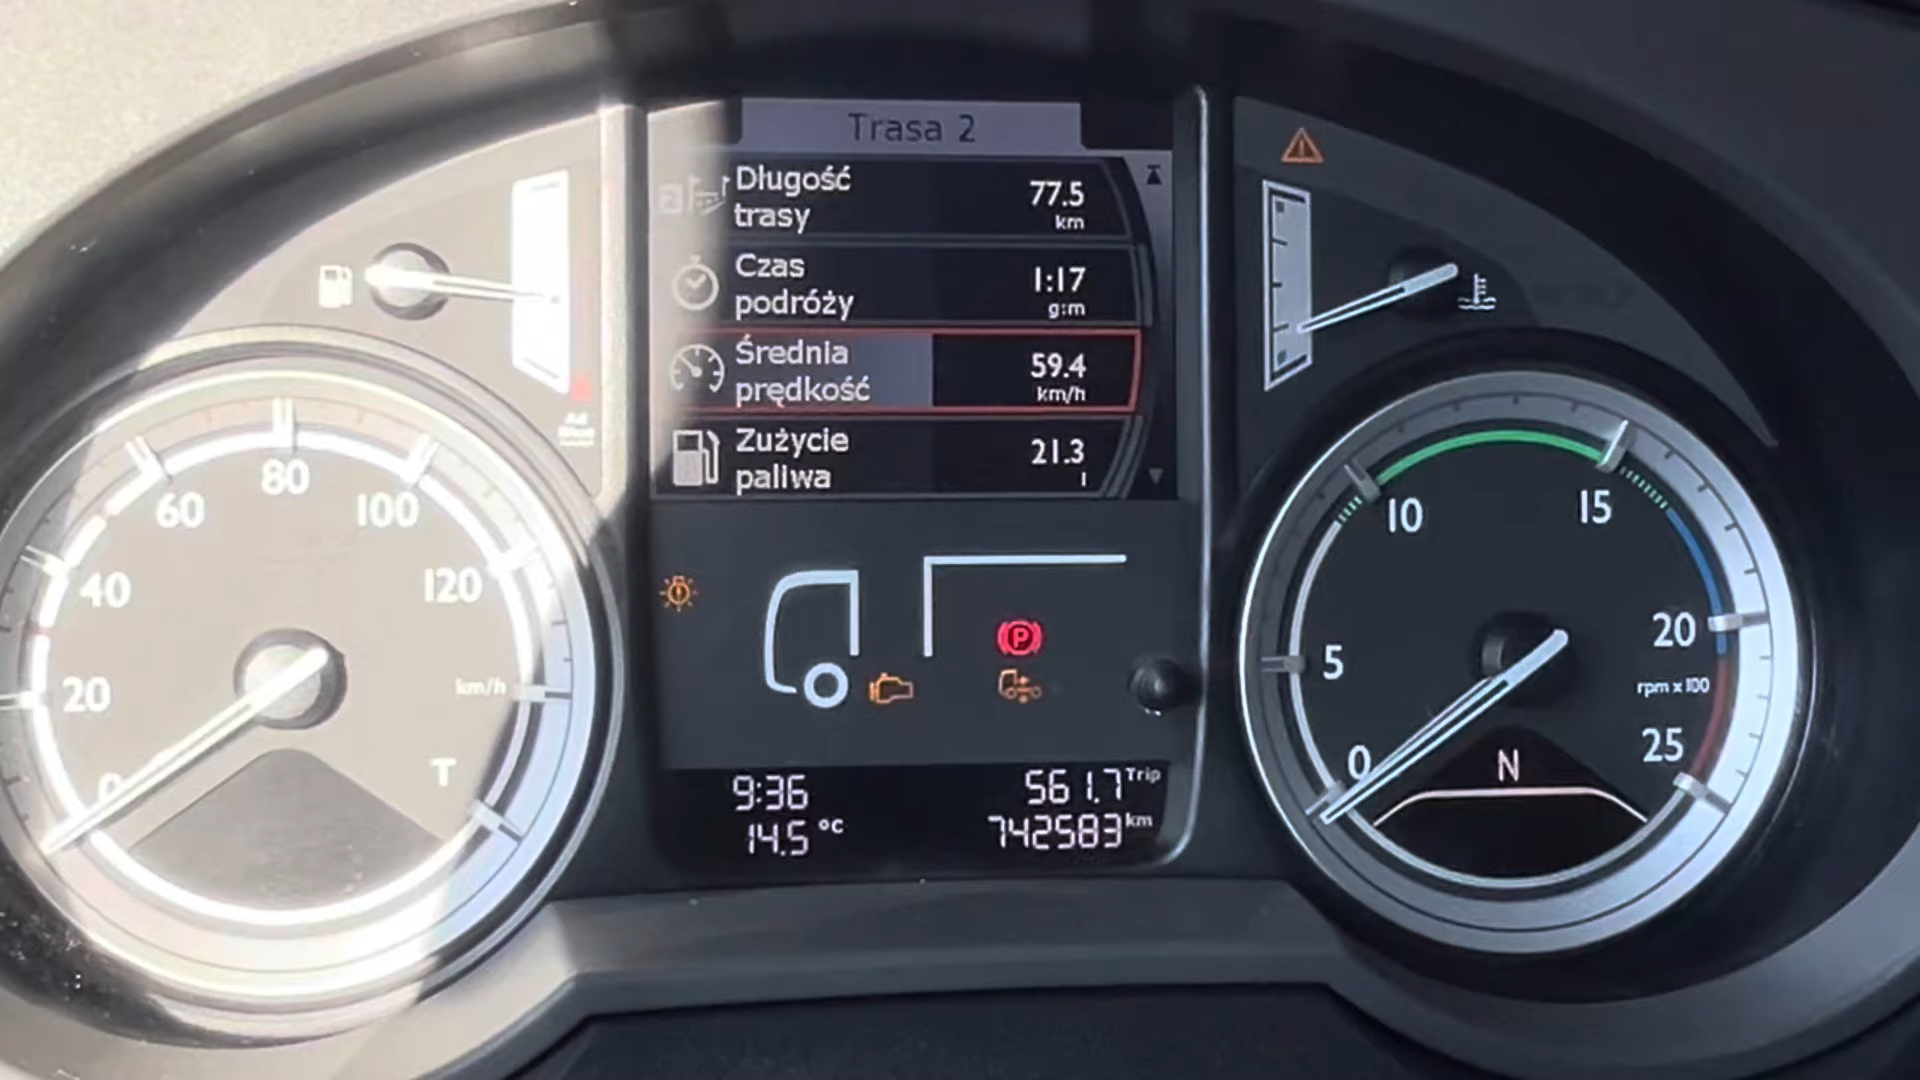 Trasa 2
Długość
trasy
77.5
km
Czas
podróży
1:17
g:m
Średnia
prędkość
59.4
km/h
Zużycie
paliwa
21.3
l
0
20
40
60
80
100
120
km/h
T
P
9:36
561.7 Trip
14.5 °C
742583 km
0
5
10
15
20
25
rpm x 100
N